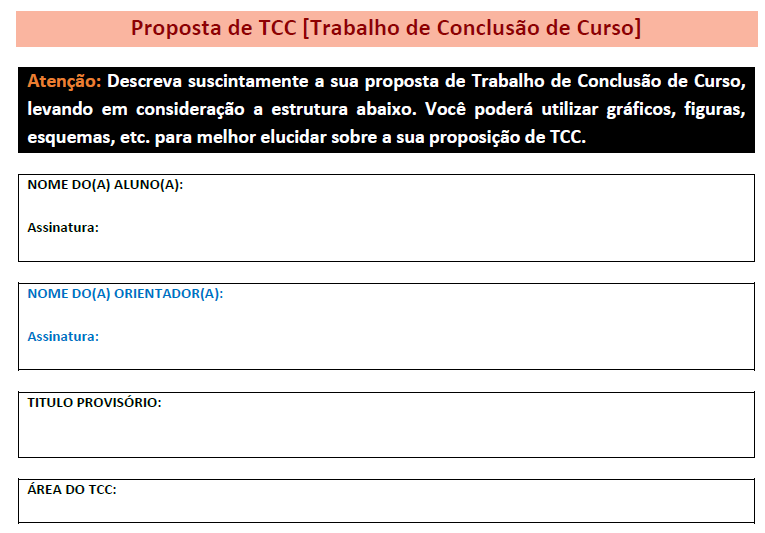 Proposta de TCC [Trabalho de Conclusão de Curso]
Atenção: Descreva suscintamente a sua proposta de Trabalho de Conclusão de Curso,
levando em consideração a estrutura abaixo. Você poderá utilizar gráficos, figuras,
esquemas, etc. para melhor elucidar sobre a sua proposição de TCC.
NOME DO(A) ALUNO(A):
Assinatura:
NOME DO(A) ORIENTADOR(A):
Assinatura:
TITULO PROVISÓRIO:
ÁREA DO TCC: